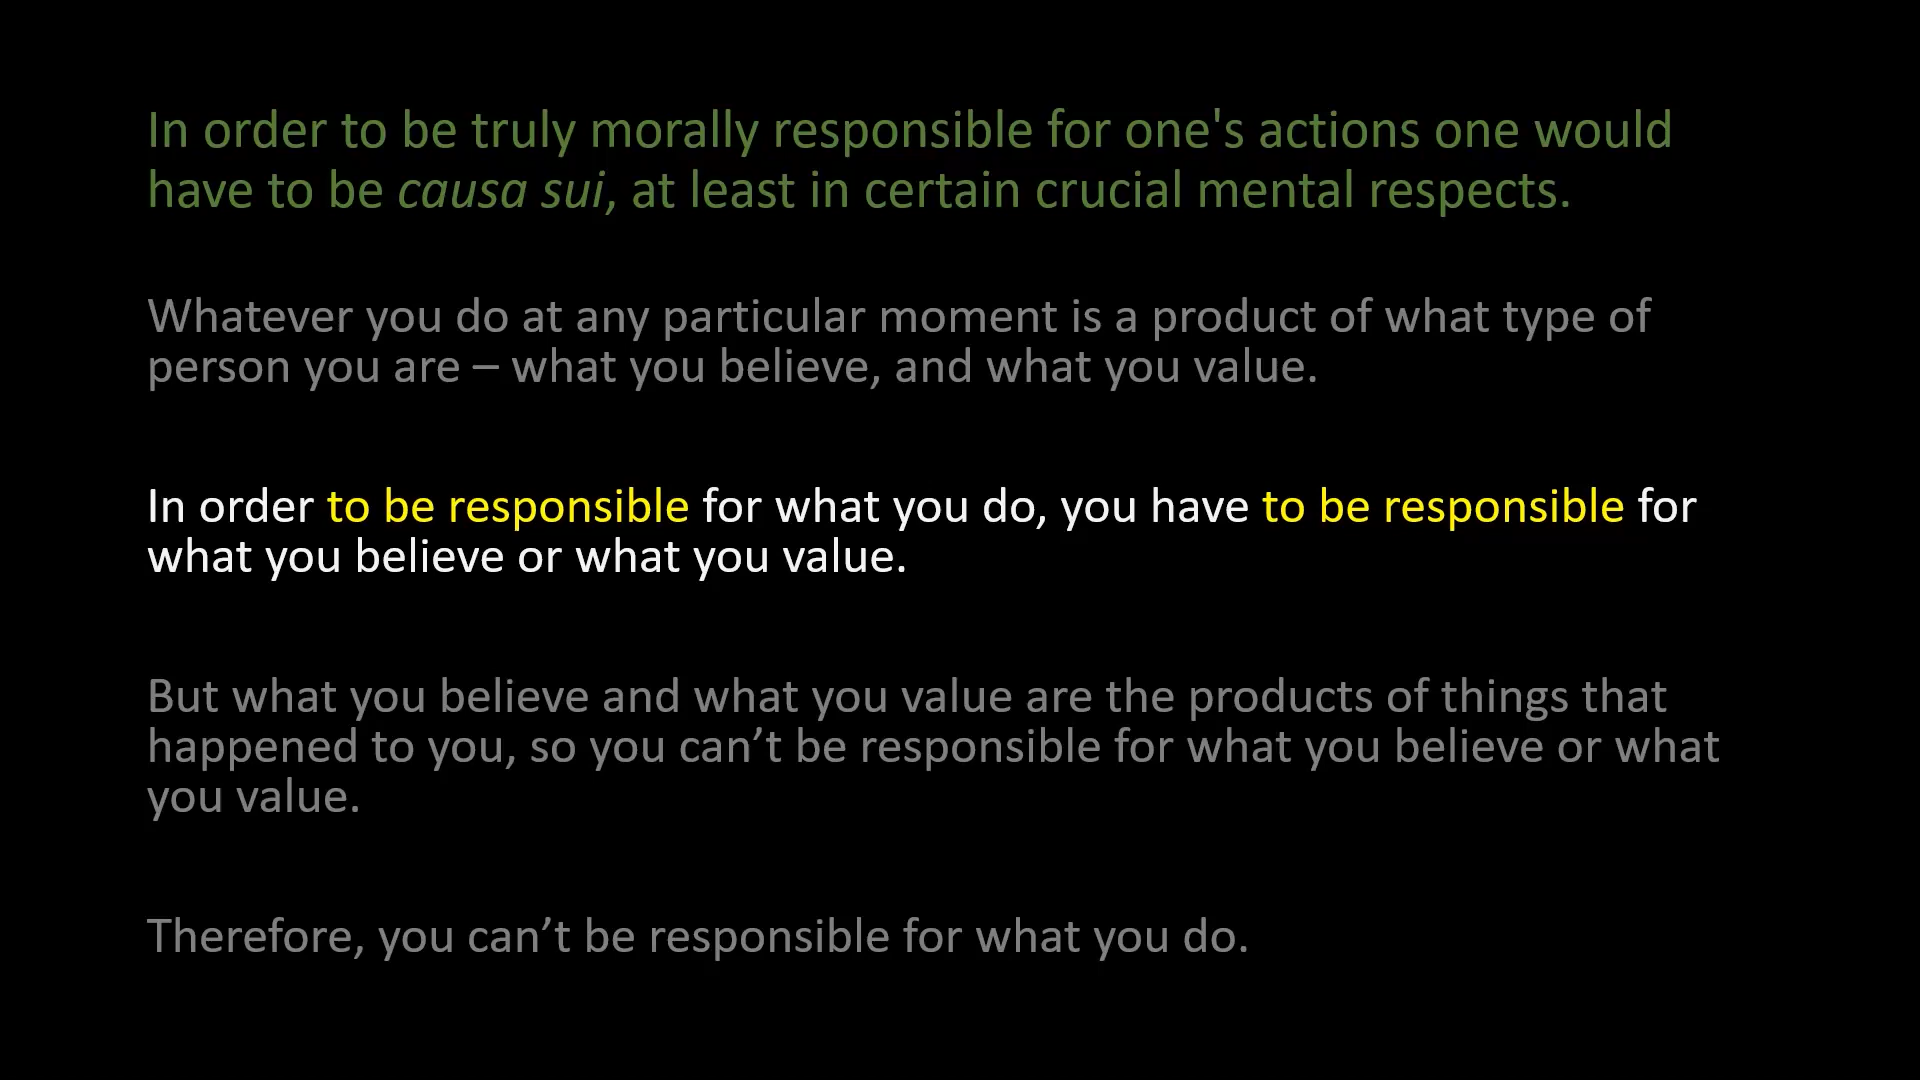 In order to be truly morally responsible for one's actions one would
have to be causa sui, at least in certain crucial mental respects.
Whatever you do at any particular moment is a product of what type of
person you are – what you believe, and what you value.
In order to be responsible for what you do, you have to be responsible for
what you believe or what you value.
But what you believe and what you value are the products of things that
happened to you, so you can’t be responsible for what you believe or what
you value.
Therefore, you can’t be responsible for what you do.